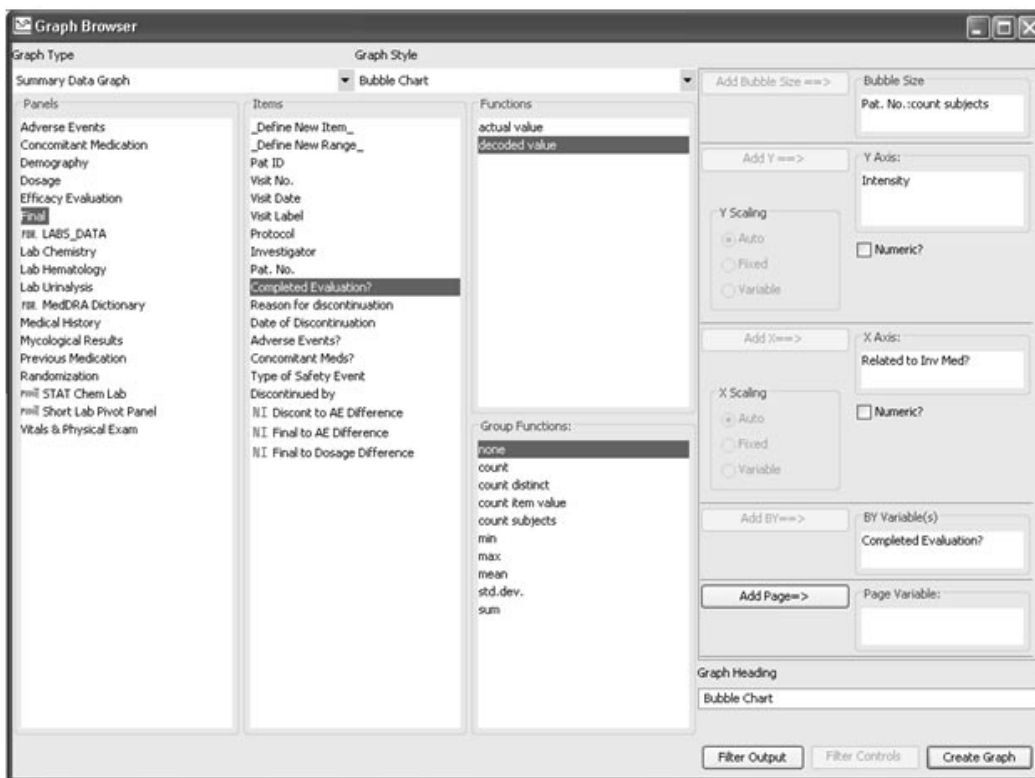 Graph Browser
Graph Type
Graph Style
Summary Data Graph
Bubble Chart
Panels
Adverse Events
Concomitant Medication
Demography
Dosage
Efficacy Evaluation
Final
LABS_DATA
Lab Chemistry
Lab Hematology
Lab Urinalysis
MedDRA Dictionary
Medical History
Mycological Results
Previous Medication
Randomization
STAT Chem Lab
Short Lab Pivot Panel
Vitals & Physical Exam
Items
_Define New Item_
_Define New Range_
Pat ID
Visit No.
Visit Date
Visit Label
Protocol
Investigator
Pat. No.
Completed Evaluation?
Reason for discontinuation
Date of Discontinuation
Adverse Events?
Concomitant Meds?
Type of Safety Event
Discontinued by
NI Discont to AE Difference
NI Final to AE Difference
NI Final to Dosage Difference
Functions
actual value
decoded value
Group Functions:
none
count
count distinct
count item value
count subjects
min
max
mean
std.dev.
sum
Add Bubble Size ==>
Bubble Size
Pat. No.:count subjects
Add Y ==>
Y Axis:
Intensity
Y Scaling
Auto
Fixed
Variable
Numeric?
Add X==>
X Axis:
Related to Inv Med?
X Scaling
Auto
Fixed
Variable
Numeric?
Add BY==>
BY Variable(s)
Completed Evaluation?
Add Page=>
Page Variable:
Graph Heading
Bubble Chart
Filter Output
Filter Controls
Create Graph